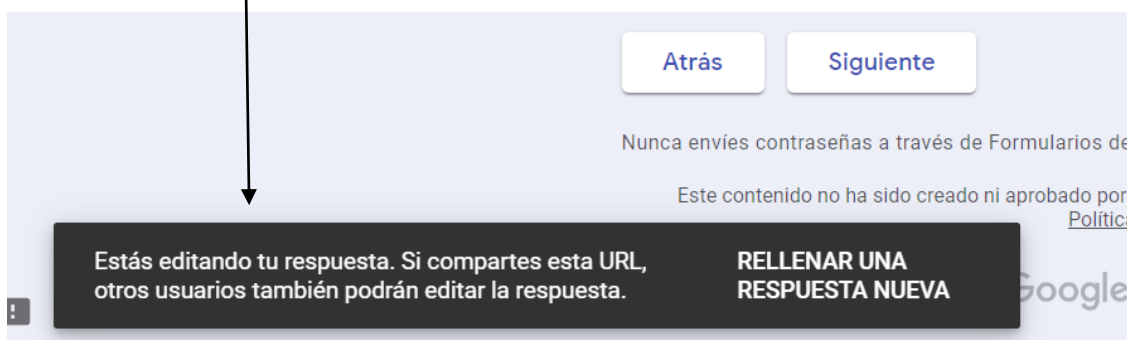 Atrás Siguiente
Nunca envíes contraseñas a través de Formularios de
Este contenido no ha sido creado ni aprobado por
Estás editando tu respuesta. Si compartes esta URL,
otros usuarios también podrán editar la respuesta.
RELLENAR UNA
RESPUESTA NUEVA
Google